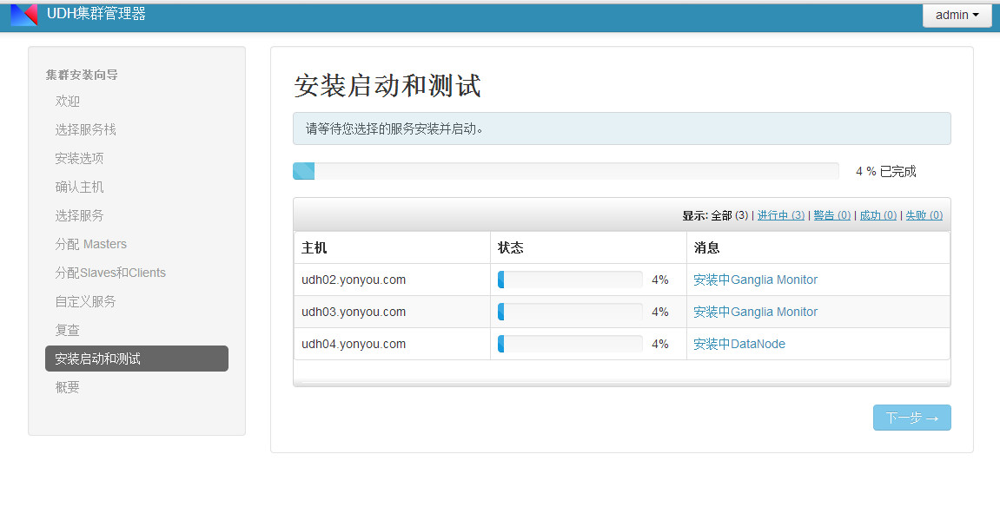 UDH集群管理器
admin
集群安装向导
欢迎
选择服务栈
安装选项
确认主机
选择服务
分配 Masters
分配Slaves和Clients
自定义服务
复查
安装启动和测试
概要
安装启动和测试
请等待您选择的服务安装并启动。
4 % 已完成
显示: 全部 (3) | 进行中 (3) | 警告 (0) | 成功 (0) | 失败 (0)
主机 状态 消息
udh02.yonyou.com 4% 安装中Ganglia Monitor
udh03.yonyou.com 4% 安装中Ganglia Monitor
udh04.yonyou.com 4% 安装中DataNode
下一步 →